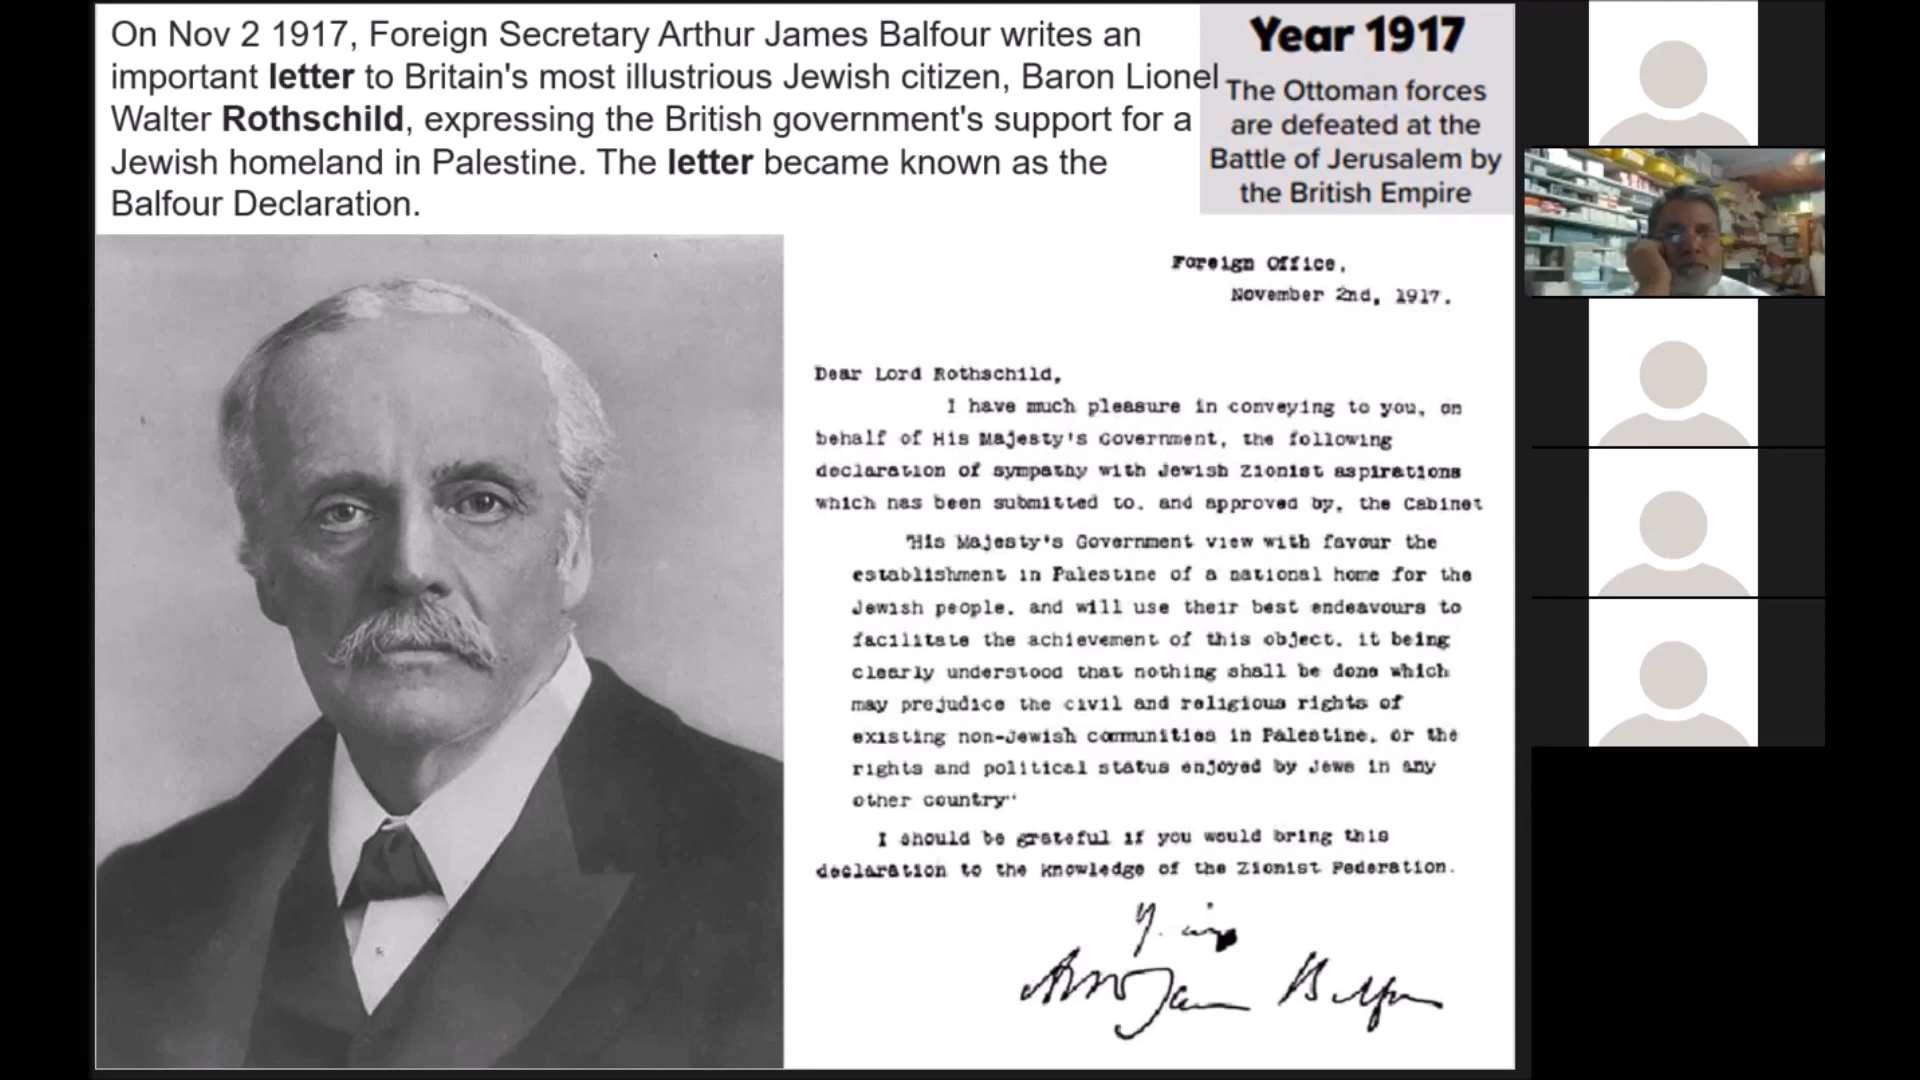 On Nov 2 1917, Foreign Secretary Arthur James Balfour writes an
important letter to Britain's most illustrious Jewish citizen, Baron Lionel
Walter Rothschild, expressing the British government's support for a
Jewish homeland in Palestine. The letter became known as the
Balfour Declaration.
Year 1917
The Ottoman forces
are defeated at the
Battle of Jerusalem by
the British Empire
Foreign Office,
November 2nd, 1917.
Dear Lord Rothschild,
I have much pleasure in conveying to you, on
behalf of His Majesty's Government, the following
declaration of sympathy with Jewish Zionist aspirations
which has been submitted to, and approved by, the Cabinet
"His Majesty's Government view with favour the
establishment in Palestine of a national home for the
Jewish people, and will use their best endeavours to
facilitate the achievement of this object, it being
clearly understood that nothing shall be done which
may prejudice the civil and religious rights of
existing non-Jewish communities in Palestine, or the
rights and political status enjoyed by Jews in any
other country"
I should be grateful if you would bring this
declaration to the knowledge of the Zionist Federation.
Arthur James Balfour